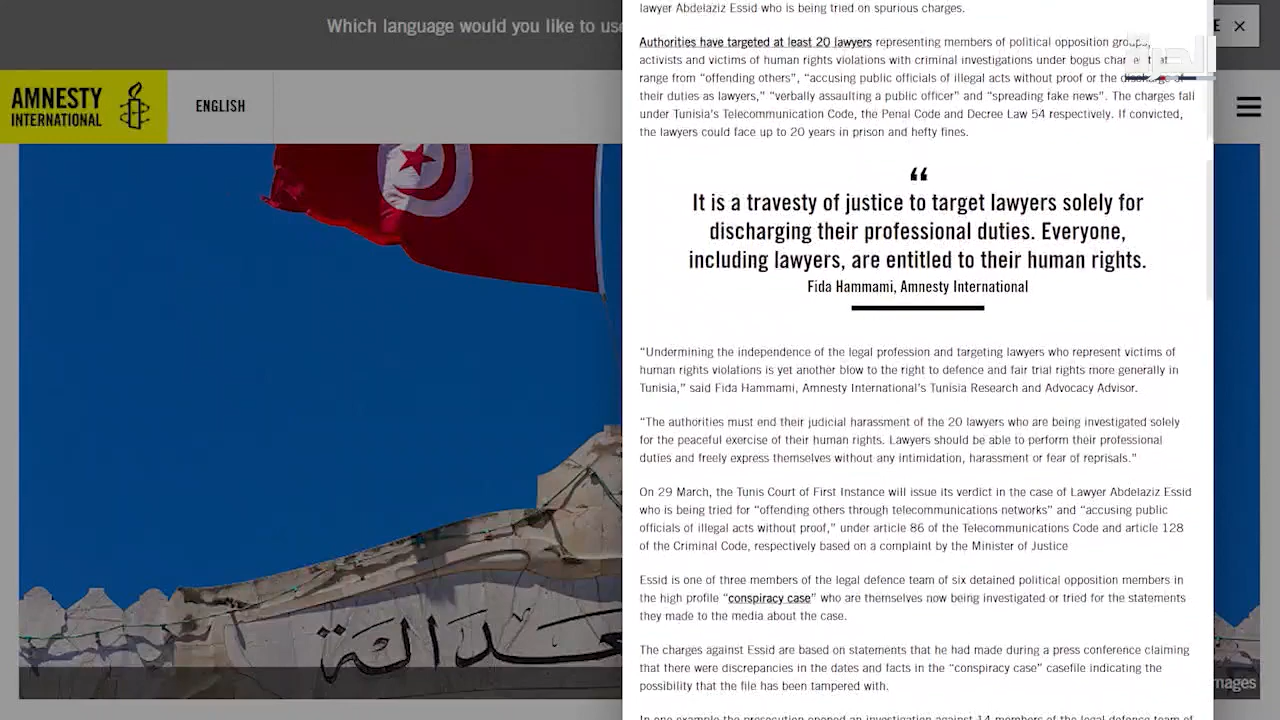 Which language would you like to us
AMNESTY
INTERNATIONAL
ENGLISH
lawyer Abdelaziz Essid who is being tried on spurious charges.
Authorities have targeted at least 20 lawyers representing members of political opposition groups,
activists and victims of human rights violations with criminal investigations under bogus charges that
range from “offending others”, “accusing public officials of illegal acts without proof or the discharge of
their duties as lawyers,” “verbally assaulting a public officer” and “spreading fake news”. The charges fall
under Tunisia’s Telecommunication Code, the Penal Code and Decree Law 54 respectively. If convicted,
the lawyers could face up to 20 years in prison and hefty fines.
“
It is a travesty of justice to target lawyers solely for
discharging their professional duties. Everyone,
including lawyers, are entitled to their human rights.
Fida Hammami, Amnesty International
“Undermining the independence of the legal profession and targeting lawyers who represent victims of
human rights violations is yet another blow to the right to defence and fair trial rights more generally in
Tunisia,” said Fida Hammami, Amnesty International’s Tunisia Research and Advocacy Advisor.
“The authorities must end their judicial harassment of the 20 lawyers who are being investigated solely
for the peaceful exercise of their human rights. Lawyers should be able to perform their professional
duties and freely express themselves without any intimidation, harassment or fear of reprisals.”
On 29 March, the Tunis Court of First Instance will issue its verdict in the case of Lawyer Abdelaziz Essid
who is being tried for “offending others through telecommunications networks” and “accusing public
officials of illegal acts without proof,” under article 86 of the Telecommunications Code and article 128
of the Criminal Code, respectively based on a complaint by the Minister of Justice
Essid is one of three members of the legal defence team of six detained political opposition members in
the high profile “conspiracy case” who are themselves now being investigated or tried for the statements
they made to the media about the case.
The charges against Essid are based on statements that he had made during a press conference claiming
that there were discrepancies in the dates and facts in the “conspiracy case” casefile indicating the
possibility that the file has been tampered with.
In one example the prosecution opened an investigation against 14 members of the legal defence team of
الحرة
عدالة
mages